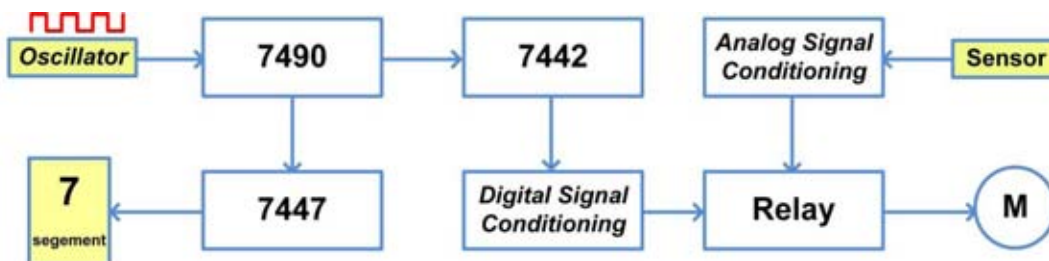 Oscillator
7490
7442
Analog Signal
Conditioning
Sensor
7
segement
7447
Digital Signal
Conditioning
Relay
M